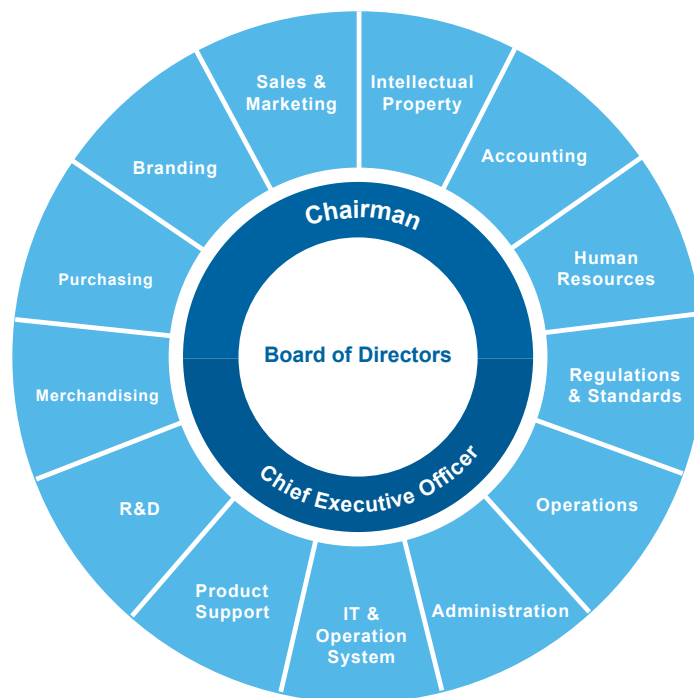 Sales &
Marketing
Intellectual
Property
Accounting
Human
Resources
Regulations
& Standards
Operations
Administration
IT &
Operation
System
Product
Support
R&D
Merchandising
Purchasing
Branding
Chairman
Board of Directors
Chief Executive Officer